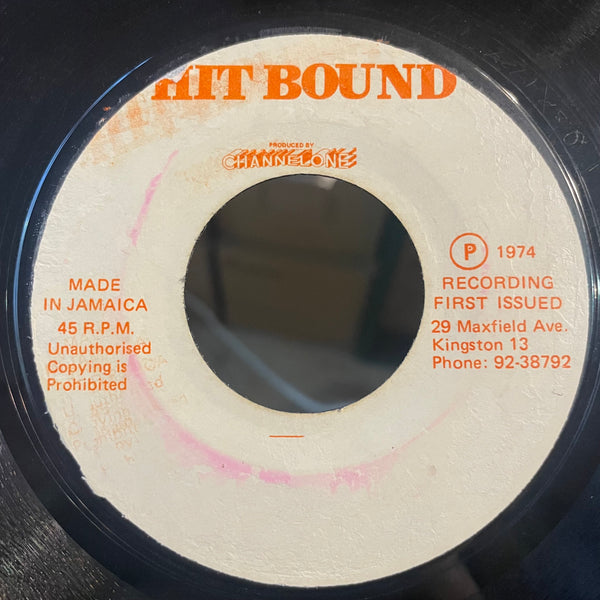 HIT BOUND
PRODUCED BY
CHANNEL ONE
MADE
IN JAMAICA
45 R.P.M.
Unauthorised
Copying is
Prohibited
P 1974
RECORDING
FIRST ISSUED
29 Maxfield Ave.
Kingston 13
Phone: 92-38792